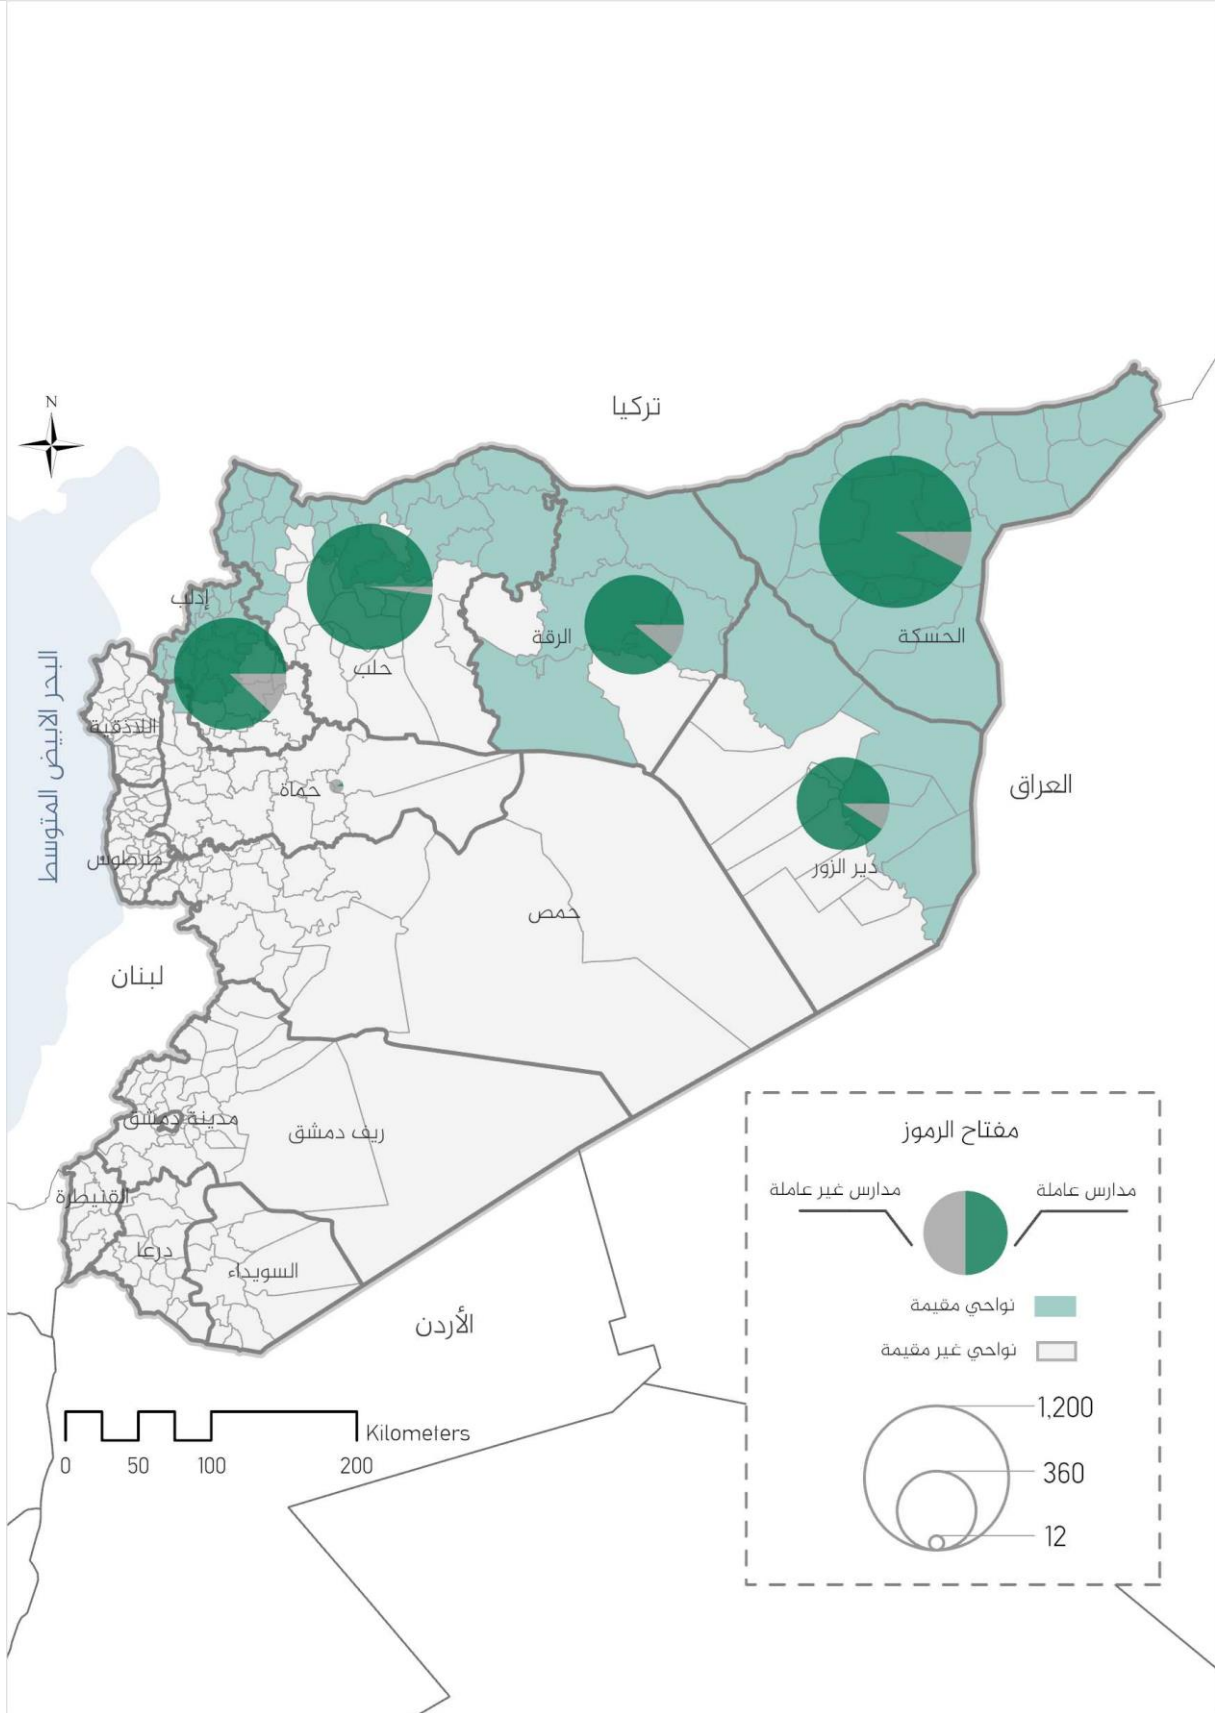 N
تركيا
إدلب
الحسكة
الرقة
حلب
البحر الابيض المتوسط
اللاذقية
العراق
حماة
طرطوس
دير الزور
حمص
لبنان
مدينة دمشق
ريف دمشق
القنيطرة
درعا
السويداء
الأردن
Kilometers
0 50 100 200
مفتاح الرموز
مدارس عاملة
مدارس غير عاملة
نواحي مقيمة
نواحي غير مقيمة
1,200
360
12